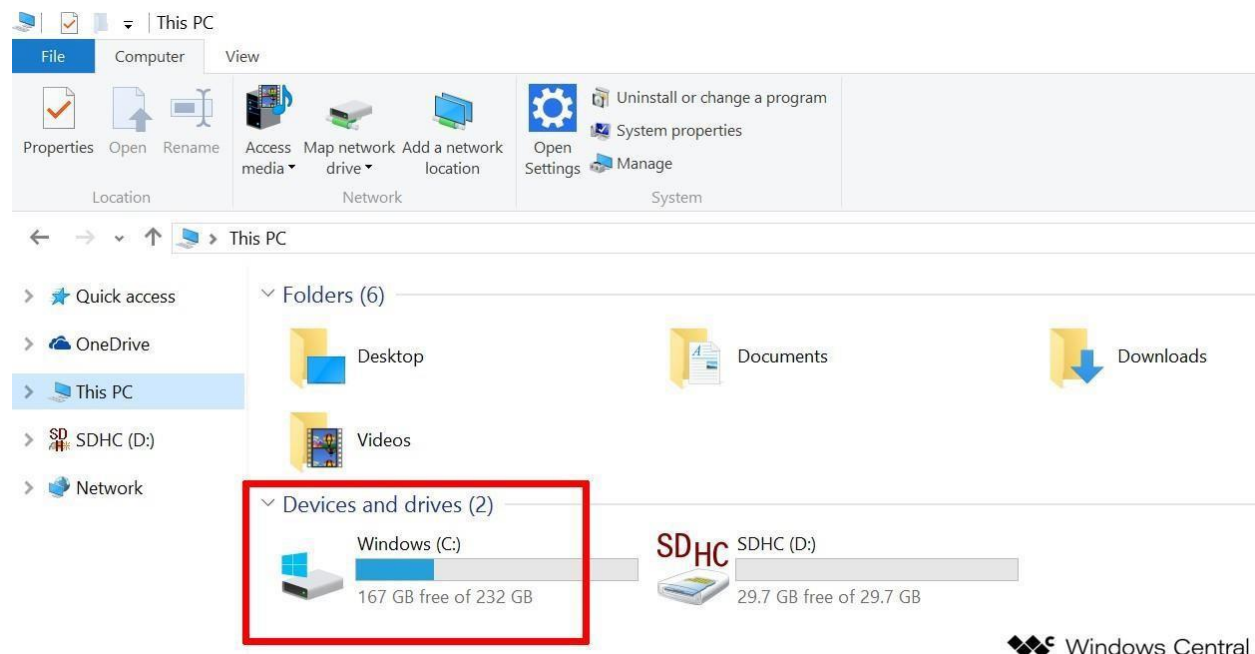 This PC
File Computer View
Properties Open Rename Access media Map network drive Add a network location Open Settings Uninstall or change a program
System properties
Manage
Location Network System
This PC
Quick access
OneDrive
This PC
SDHC (D:)
Network
Folders (6)
Desktop Documents Downloads
Videos
Devices and drives (2)
Windows (C:)
167 GB free of 232 GB
SDHC SDHC (D:)
29.7 GB free of 29.7 GB
Windows Central